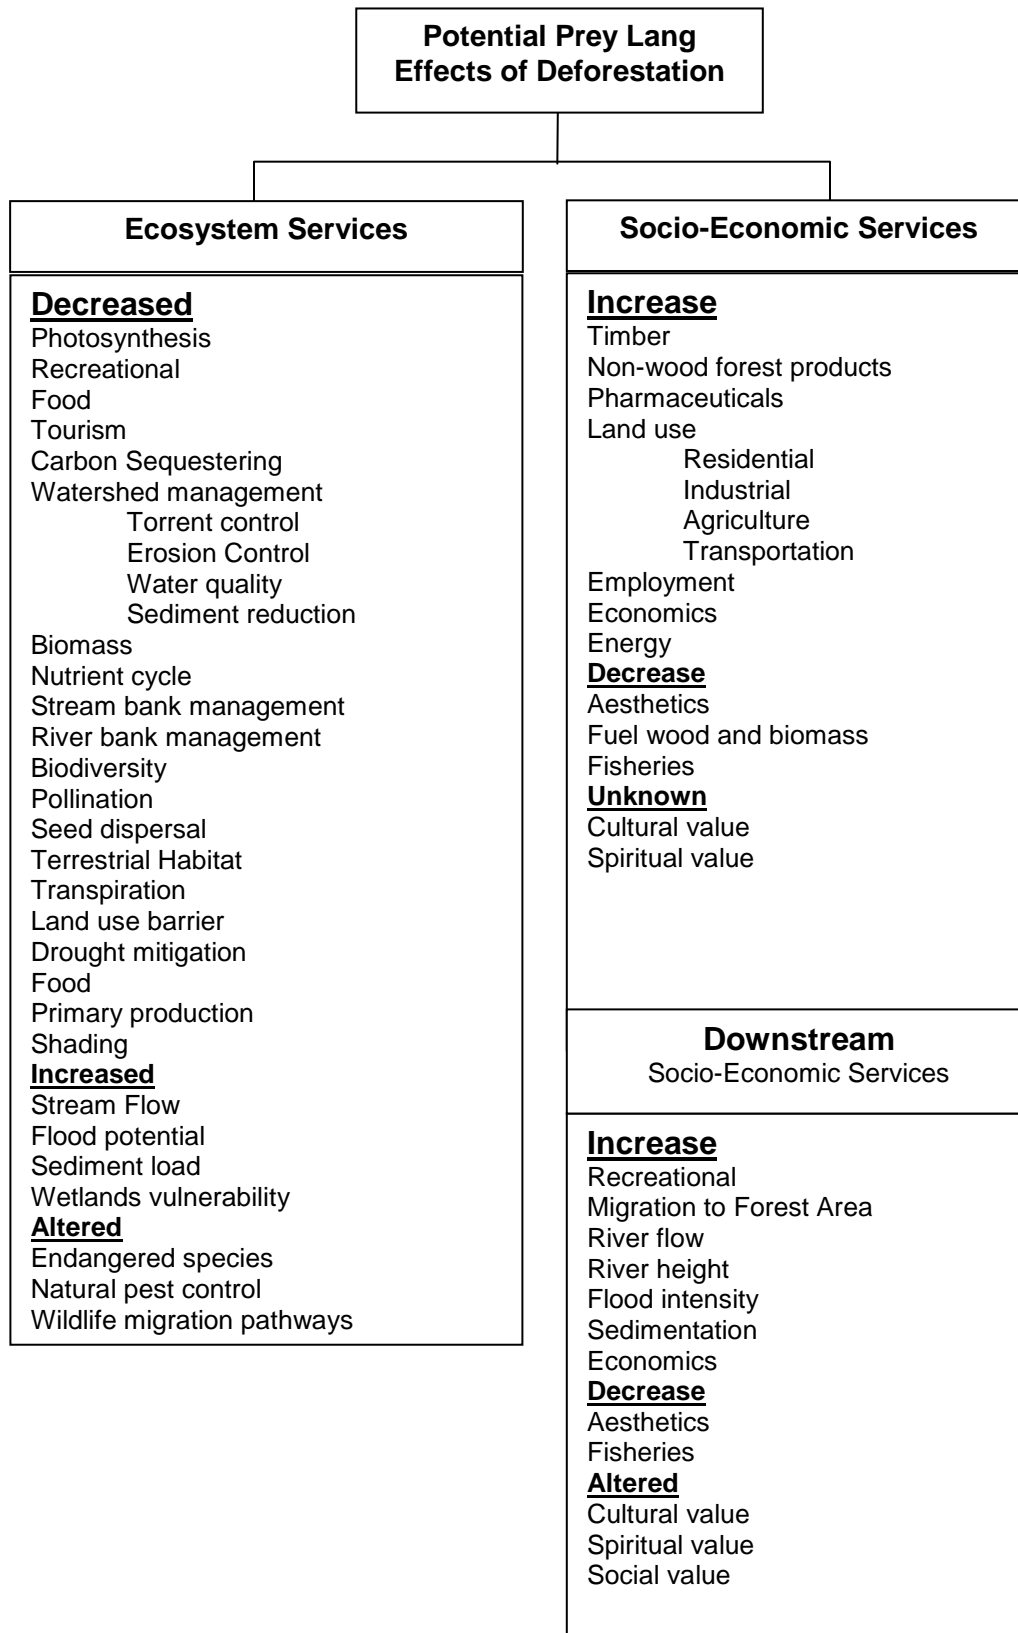 Potential Prey Lang
Effects of Deforestation
Ecosystem Services
Decreased
Photosynthesis
Recreational
Food
Tourism
Carbon Sequestering
Watershed management
Torrent control
Erosion Control
Water quality
Sediment reduction
Biomass
Nutrient cycle
Stream bank management
River bank management
Biodiversity
Pollination
Seed dispersal
Terrestrial Habitat
Transpiration
Land use barrier
Drought mitigation
Food
Primary production
Shading
Increased
Stream Flow
Flood potential
Sediment load
Wetlands vulnerability
Altered
Endangered species
Natural pest control
Wildlife migration pathways
Socio-Economic Services
Increase
Timber
Non-wood forest products
Pharmaceuticals
Land use
Residential
Industrial
Agriculture
Transportation
Employment
Economics
Energy
Decrease
Aesthetics
Fuel wood and biomass
Fisheries
Unknown
Cultural value
Spiritual value
Downstream
Socio-Economic Services
Increase
Recreational
Migration to Forest Area
River flow
River height
Flood intensity
Sedimentation
Economics
Decrease
Aesthetics
Fisheries
Altered
Cultural value
Spiritual value
Social value